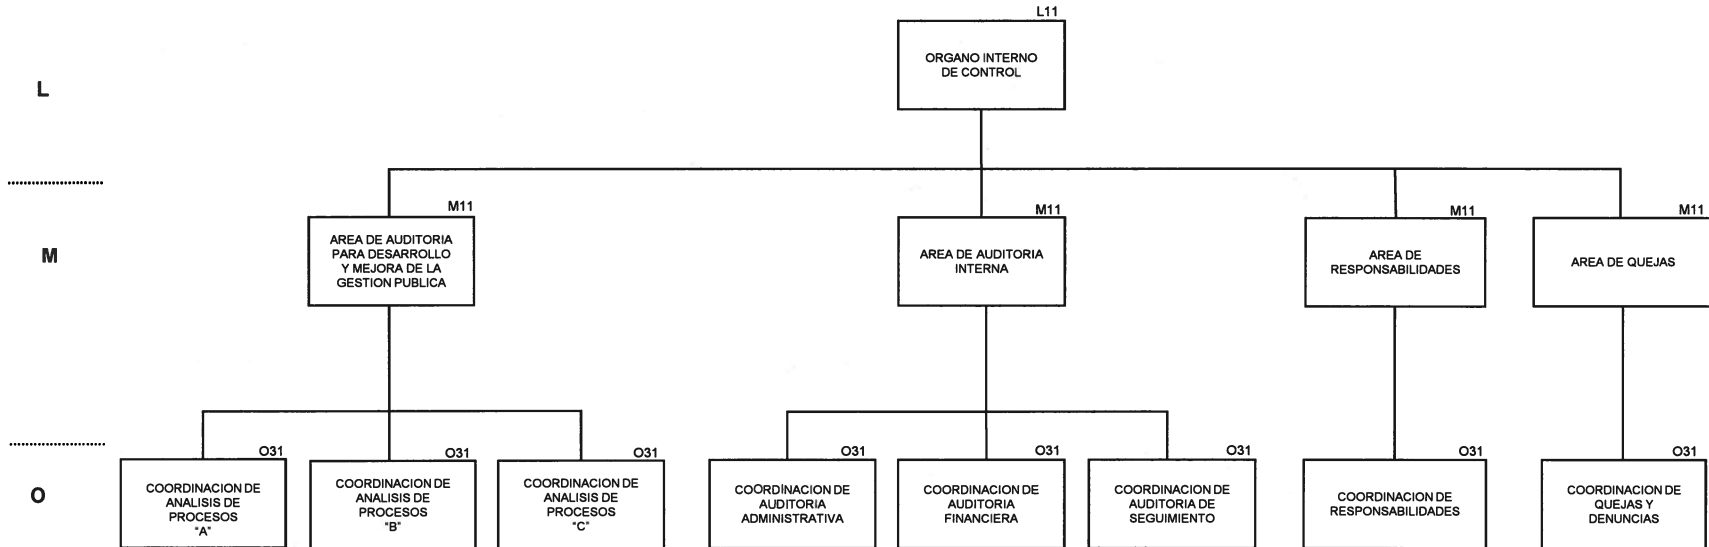 L11
ORGANO INTERNO
DE CONTROL
L
M11
M11
M11
M11
M
AREA DE AUDITORIA
PARA DESARROLLO
Y MEJORA DE LA
GESTION PUBLICA
AREA DE AUDITORIA
INTERNA
AREA DE
RESPONSABILIDADES
AREA DE QUEJAS
O31
O31
O31
O31
O31
O31
O31
O31
O
COORDINACION DE
ANALISIS DE
PROCESOS
"A"
COORDINACION DE
ANALISIS DE
PROCESOS
"B"
COORDINACION DE
ANALISIS DE
PROCESOS
"C"
COORDINACION DE
AUDITORIA
ADMINISTRATIVA
COORDINACION DE
AUDITORIA
FINANCIERA
COORDINACION DE
AUDITORIA DE
SEGUIMIENTO
COORDINACION DE
RESPONSABILIDADES
COORDINACION DE
QUEJAS Y
DENUNCIAS